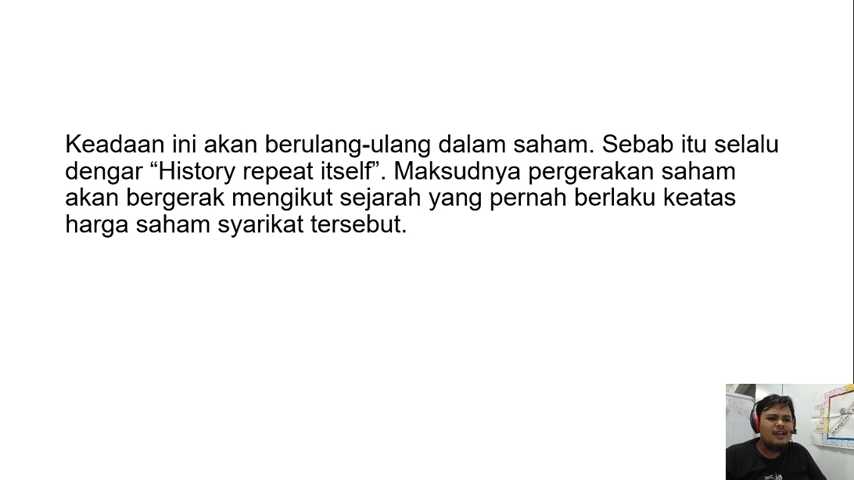 Keadaan ini akan berulang-ulang dalam saham. Sebab itu selalu
dengar “History repeat itself”. Maksudnya pergerakan saham
akan bergerak mengikut sejarah yang pernah berlaku keatas
harga saham syarikat tersebut.